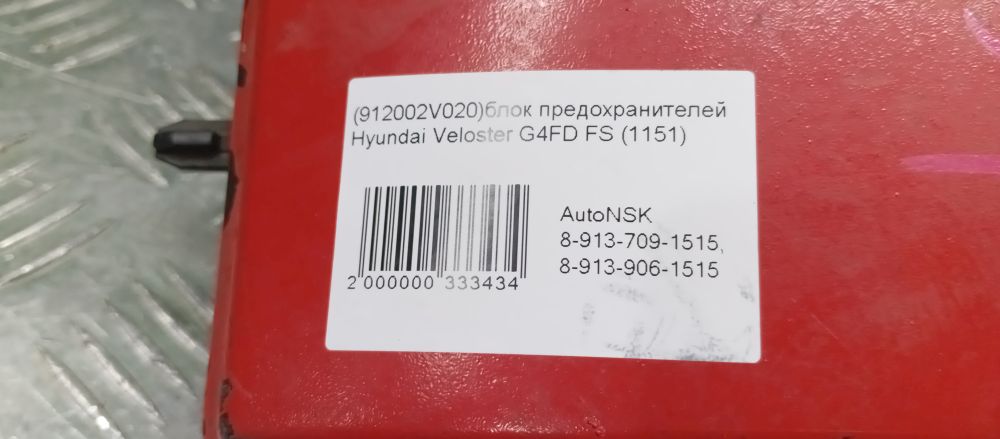 (912002V020)блок предохранителей
Hyundai Veloster G4FD FS (1151)
AutoNSK
8-913-709-1515,
8-913-906-1515
2 000000 333434